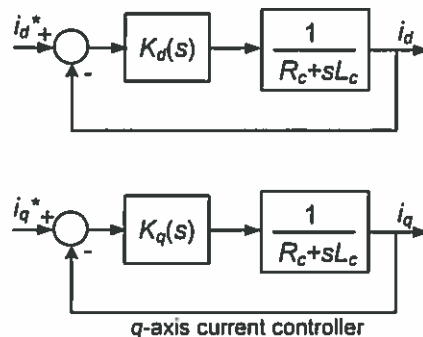 i_d* + - K_d(s) 1 i_d
R_c+sL_c
i_q* + - K_q(s) 1 i_q
R_c+sL_c
q-axis current controller